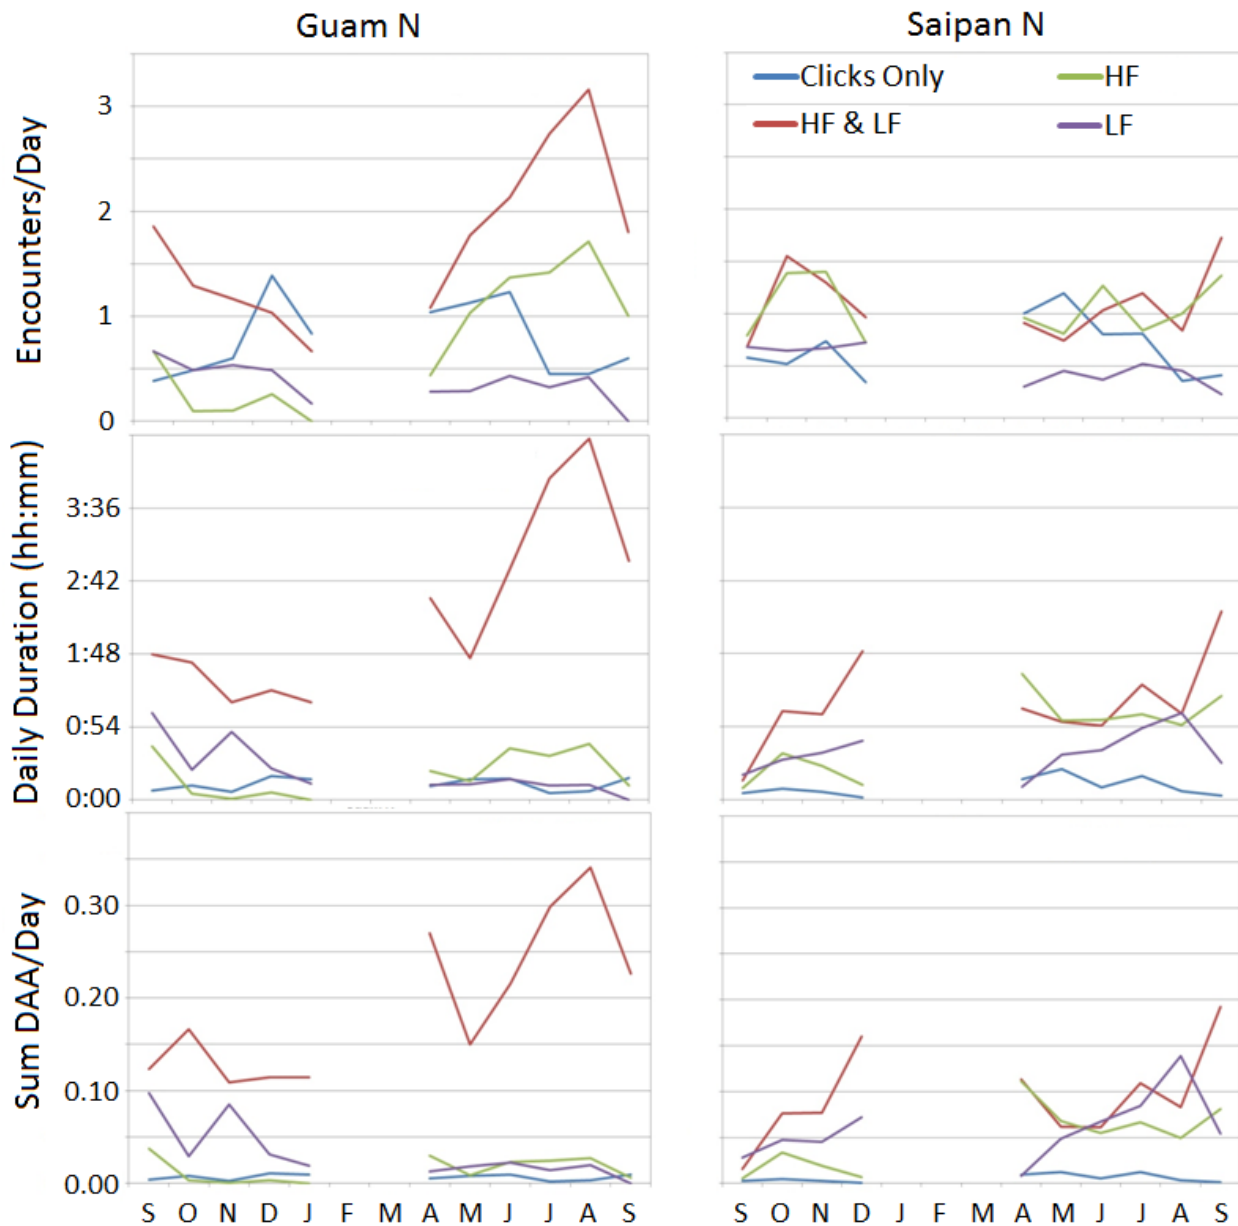 Guam N
Saipan N
Clicks Only
HF
HF & LF
LF
Encounters/Day
3
2
1
0
Daily Duration (hh:mm)
3:36
2:42
1:48
0:54
0:00
Sum DAA/Day
0.30
0.20
0.10
0.00
S O N D J F M A M J J A S
S O N D J F M A M J J A S